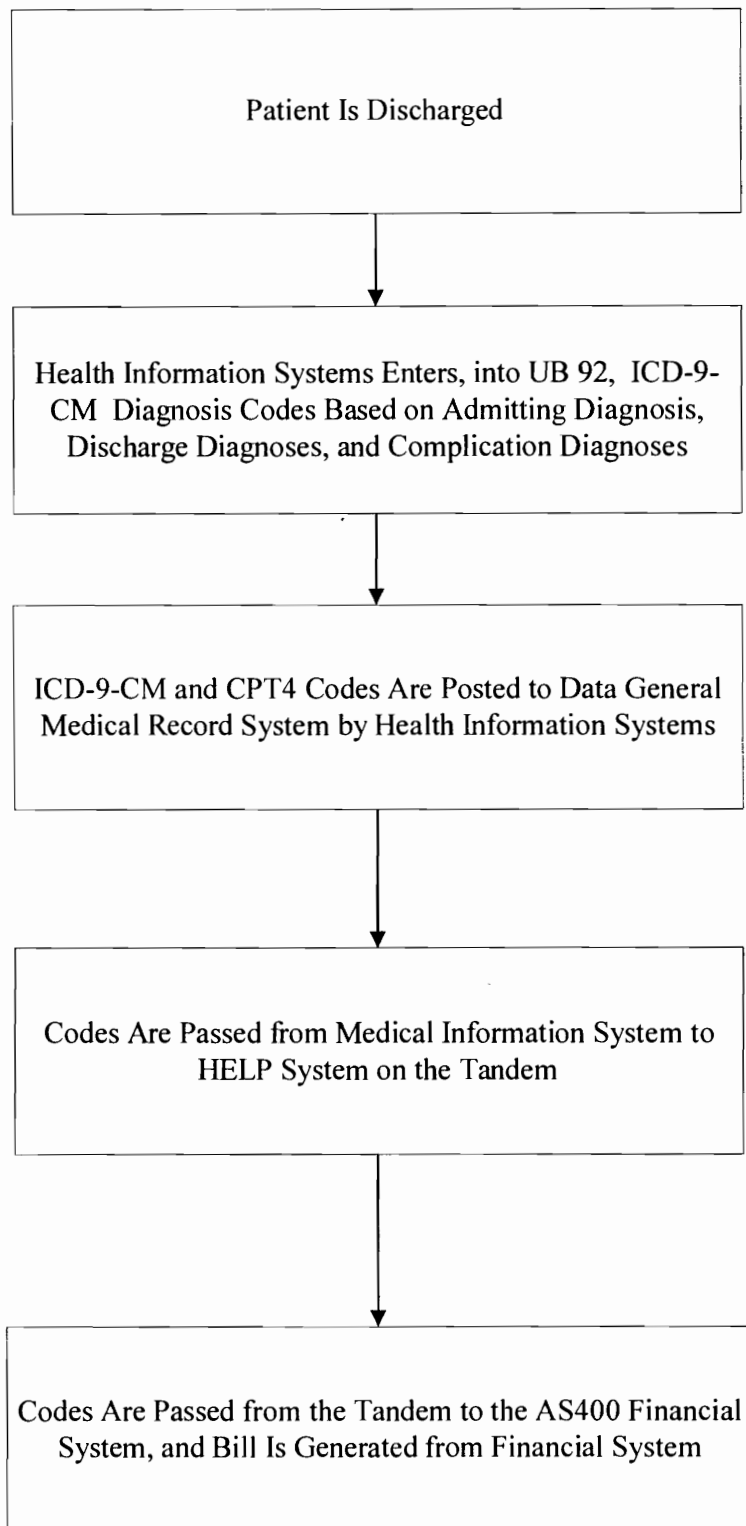 Patient Is Discharged
Health Information Systems Enters, into UB 92, ICD-9-
CM Diagnosis Codes Based on Admitting Diagnosis,
Discharge Diagnoses, and Complication Diagnoses
ICD-9-CM and CPT4 Codes Are Posted to Data General
Medical Record System by Health Information Systems
Codes Are Passed from Medical Information System to
HELP System on the Tandem
Codes Are Passed from the Tandem to the AS400 Financial
System, and Bill Is Generated from Financial System